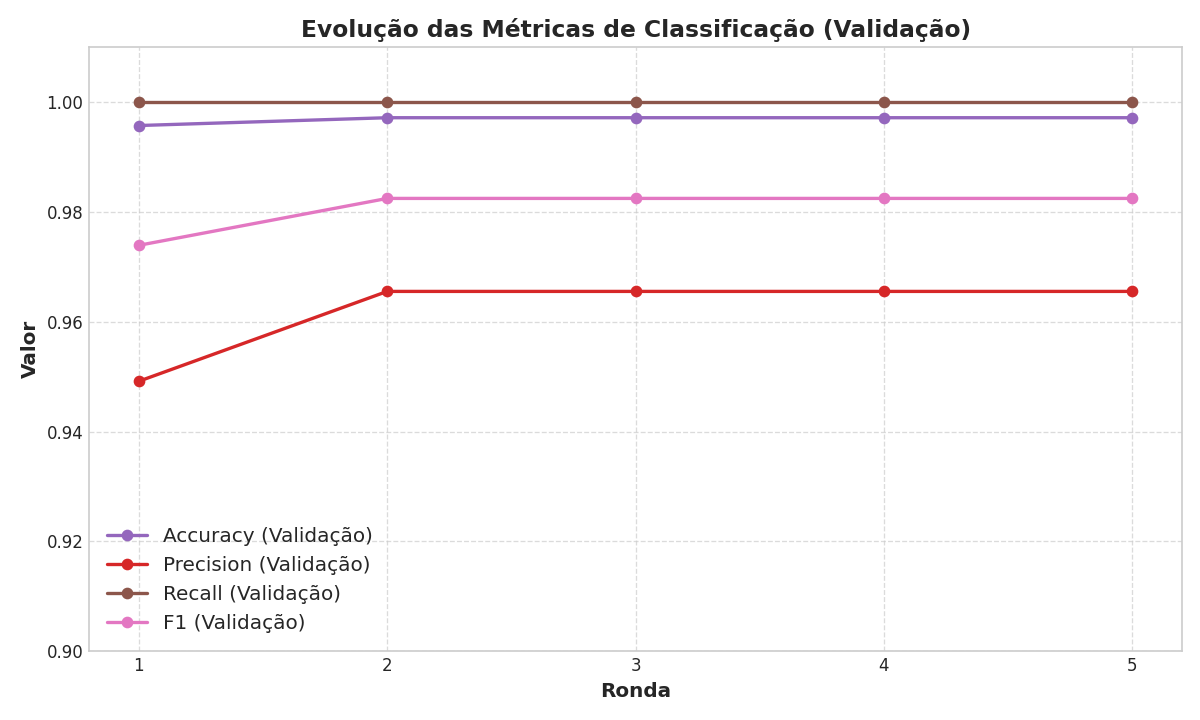 Evolução das Métricas de Classificação (Validação)
Valor
1.00
0.98
0.96
0.94
0.92
0.90
Accuracy (Validação)
Precision (Validação)
Recall (Validação)
F1 (Validação)
1 2 3 4 5
Ronda